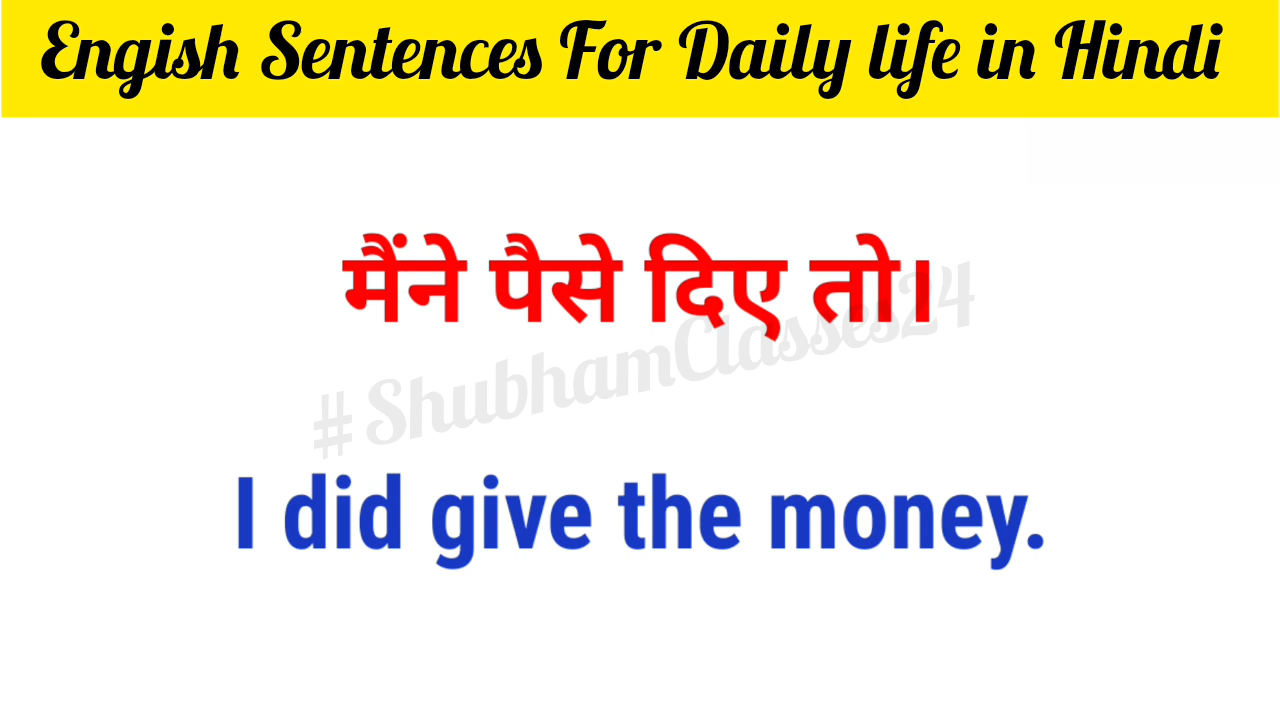 Engish Sentences For Daily life in Hindi
मैंने पैसे दिए तो।
#ShubhamClasses24
I did give the money.